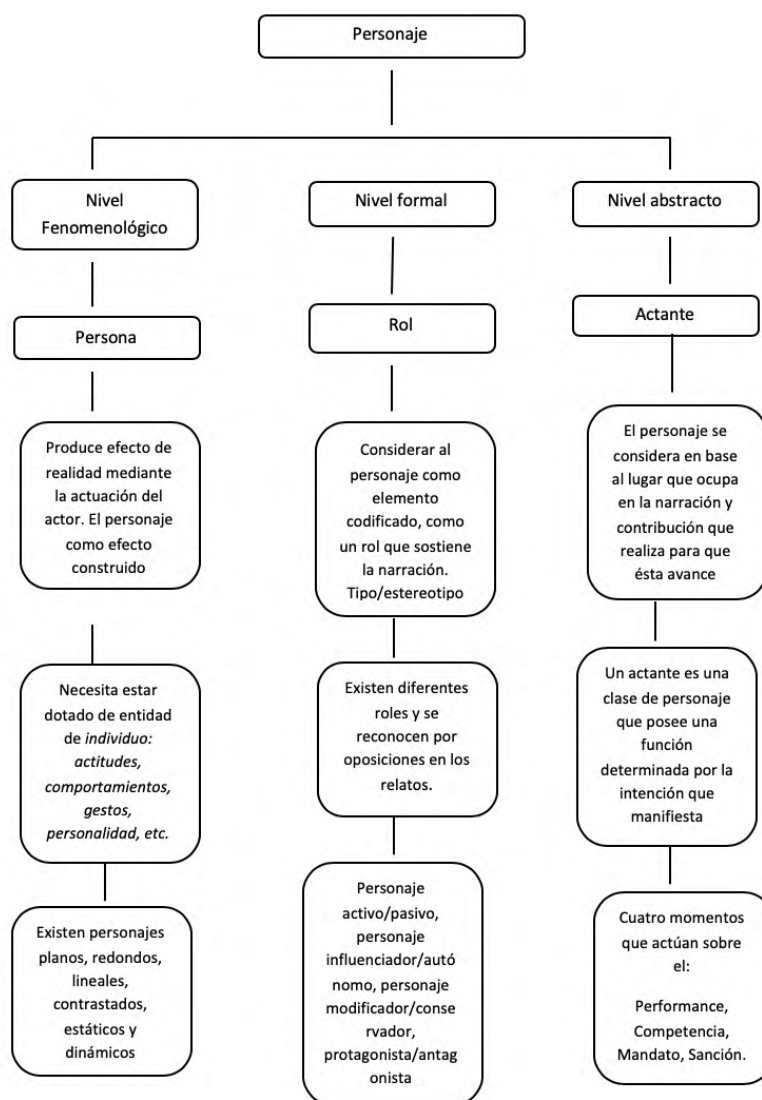 Personaje
Nivel
Fenomenológico
Persona
Produce efecto de
realidad mediante
la actuación del
actor. El personaje
como efecto
construido
Necesita estar
dotado de entidad
de individuo:
actitudes,
comportamientos,
gestos,
personalidad, etc.
Existen personajes
planos, redondos,
lineales,
contrastados,
estáticos y
dinámicos
Nivel formal
Rol
Considerar al
personaje como
elemento
codificado, como
un rol que sostiene
la narración.
Tipo/estereotipo
Existen diferentes
roles y se
reconocen por
oposiciones en los
relatos.
Personaje
activo/pasivo,
personaje
influenciador/autó
nomo, personaje
modificador/conse
rvador,
protagonista/antag
onista
Nivel abstracto
Actante
El personaje se
considera en base
al lugar que ocupa
en la narración y
contribución que
realiza para que
ésta avance
Un actante es una
clase de personaje
que posee una
función
determinada por la
intención que
manifiesta
Cuatro momentos
que actúan sobre
el:
Performance,
Competencia,
Mandato, Sanción.